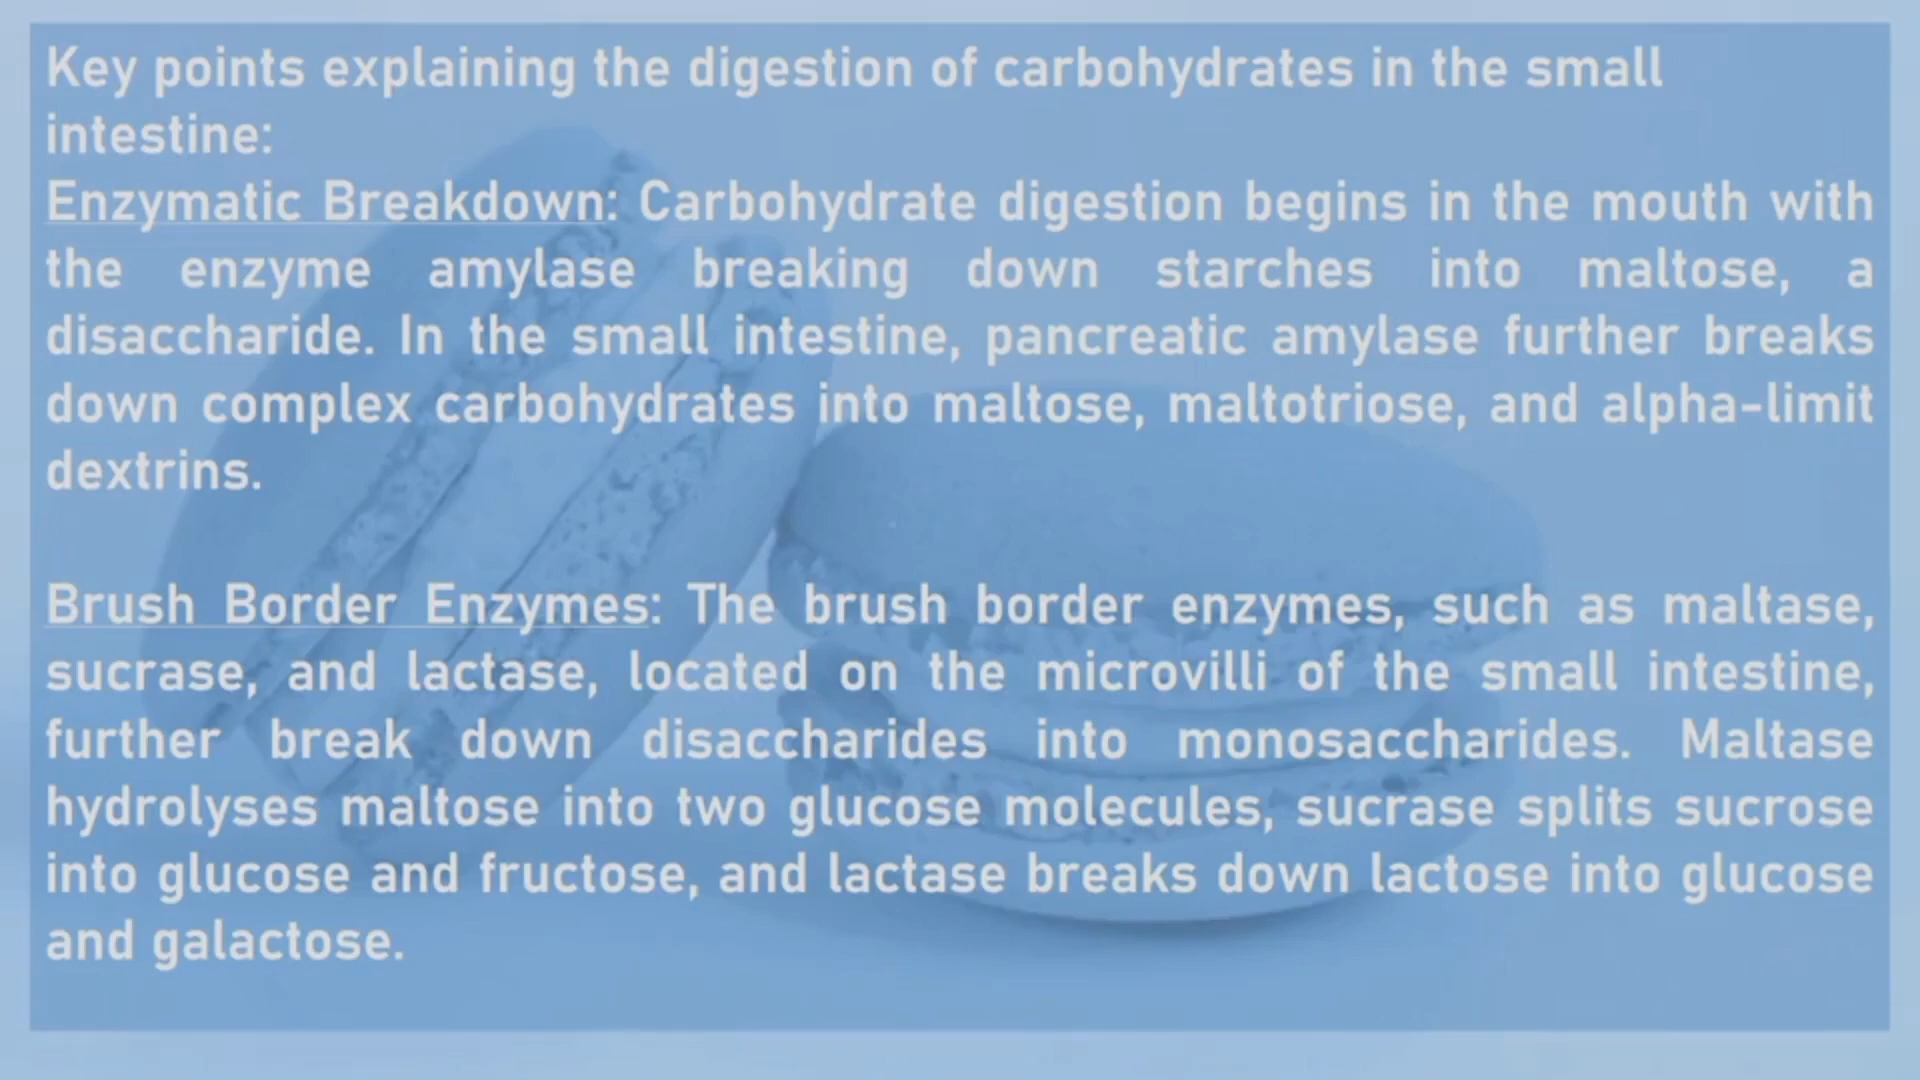 Key points explaining the digestion of carbohydrates in the small
intestine:
Enzymatic Breakdown: Carbohydrate digestion begins in the mouth with
the enzyme amylase breaking down starches into maltose, a
disaccharide. In the small intestine, pancreatic amylase further breaks
down complex carbohydrates into maltose, maltotriose, and alpha-limit
dextrins.
Brush Border Enzymes: The brush border enzymes, such as maltase,
sucrase, and lactase, located on the microvilli of the small intestine,
further break down disaccharides into monosaccharides. Maltase
hydrolyses maltose into two glucose molecules, sucrase splits sucrose
into glucose and fructose, and lactase breaks down lactose into glucose
and galactose.